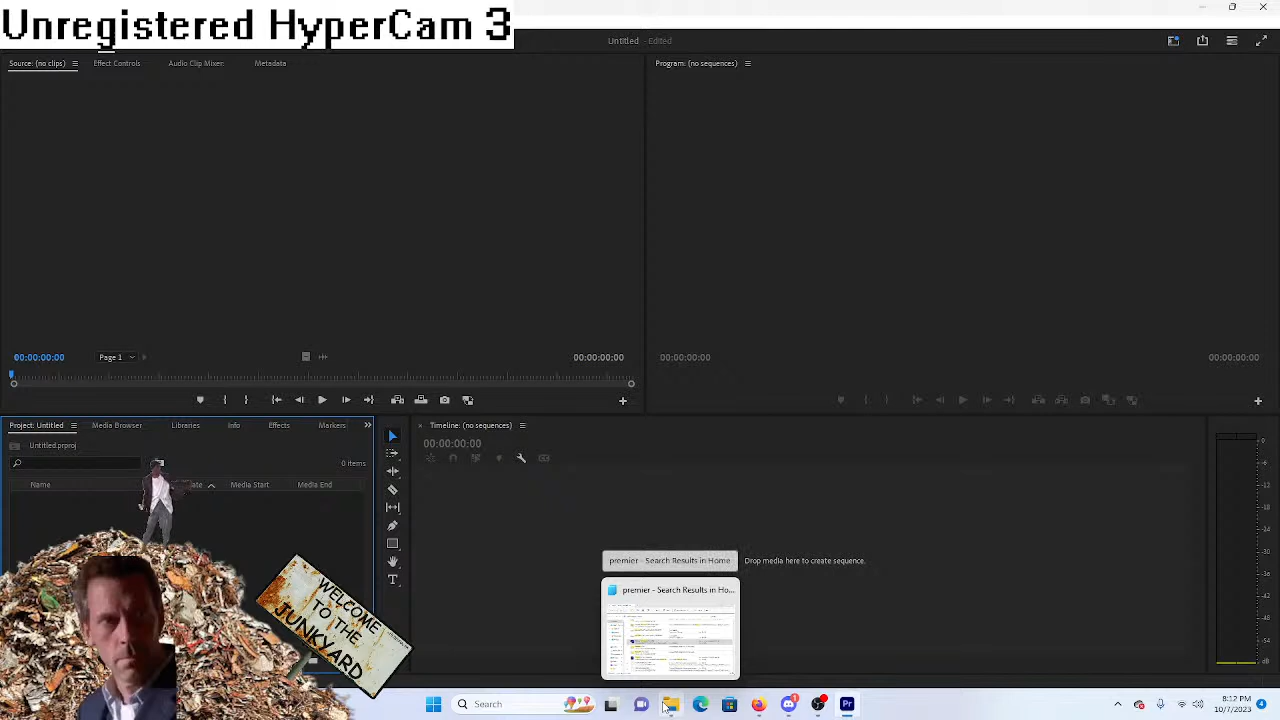 Unregistered HyperCam 3
Untitled - Edited
Source: (no clips)
Effect Controls
Audio Clip Mixer:
Metadata
Program: (no sequences)
00:00:00:00
Page 1
00:00:00:00
00:00:00:00
00:00:00:00
Project: Untitled
Media Browser
Libraries
Info
Effects
Markers
Timeline: (no sequences)
Untitled.prproj
00:00:00:00
0 items
Name
Media Start
Media End
T
premier - Search Results in Home
Drop media here to create sequence.
premier - Search Results in Ho...
WELCOME
TO THE
Search
Pr
8:12 PM
10/7/2023